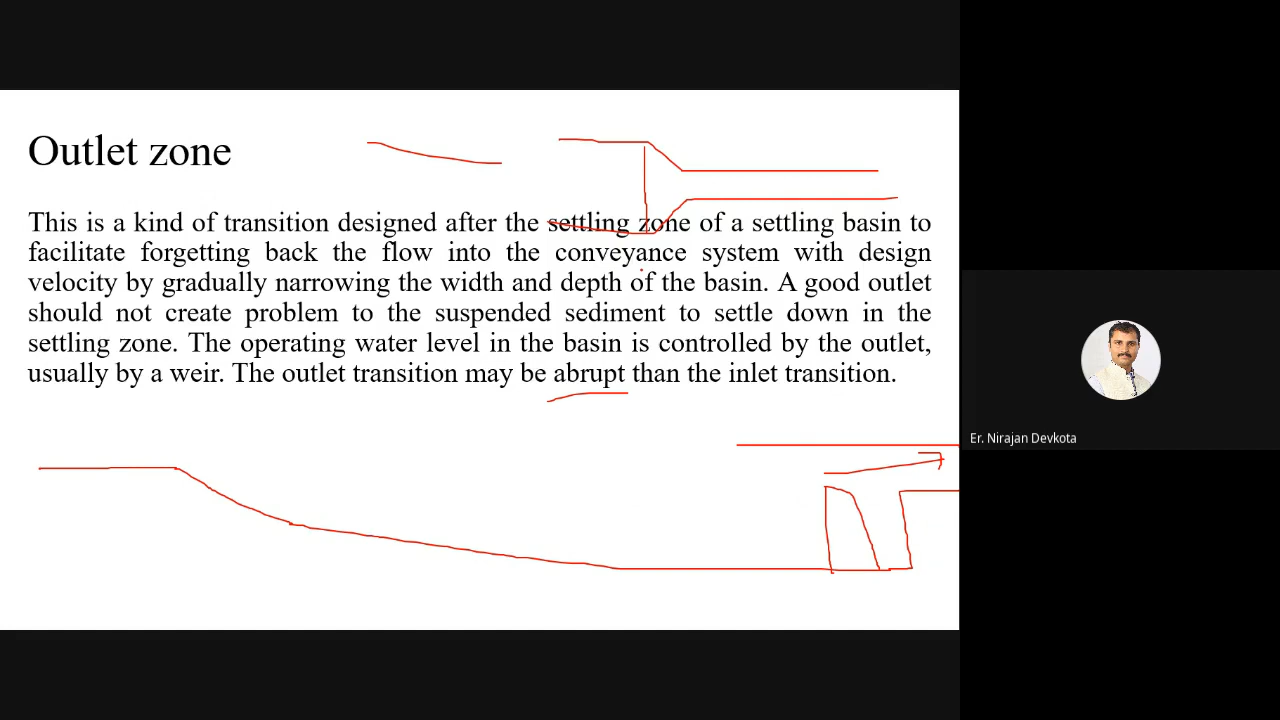 Outlet zone
This is a kind of transition designed after the settling zone of a settling basin to
facilitate forgetting back the flow into the conveyance system with design
velocity by gradually narrowing the width and depth of the basin. A good outlet
should not create problem to the suspended sediment to settle down in the
settling zone. The operating water level in the basin is controlled by the outlet,
usually by a weir. The outlet transition may be abrupt than the inlet transition.
Er. Nirajan Devkota